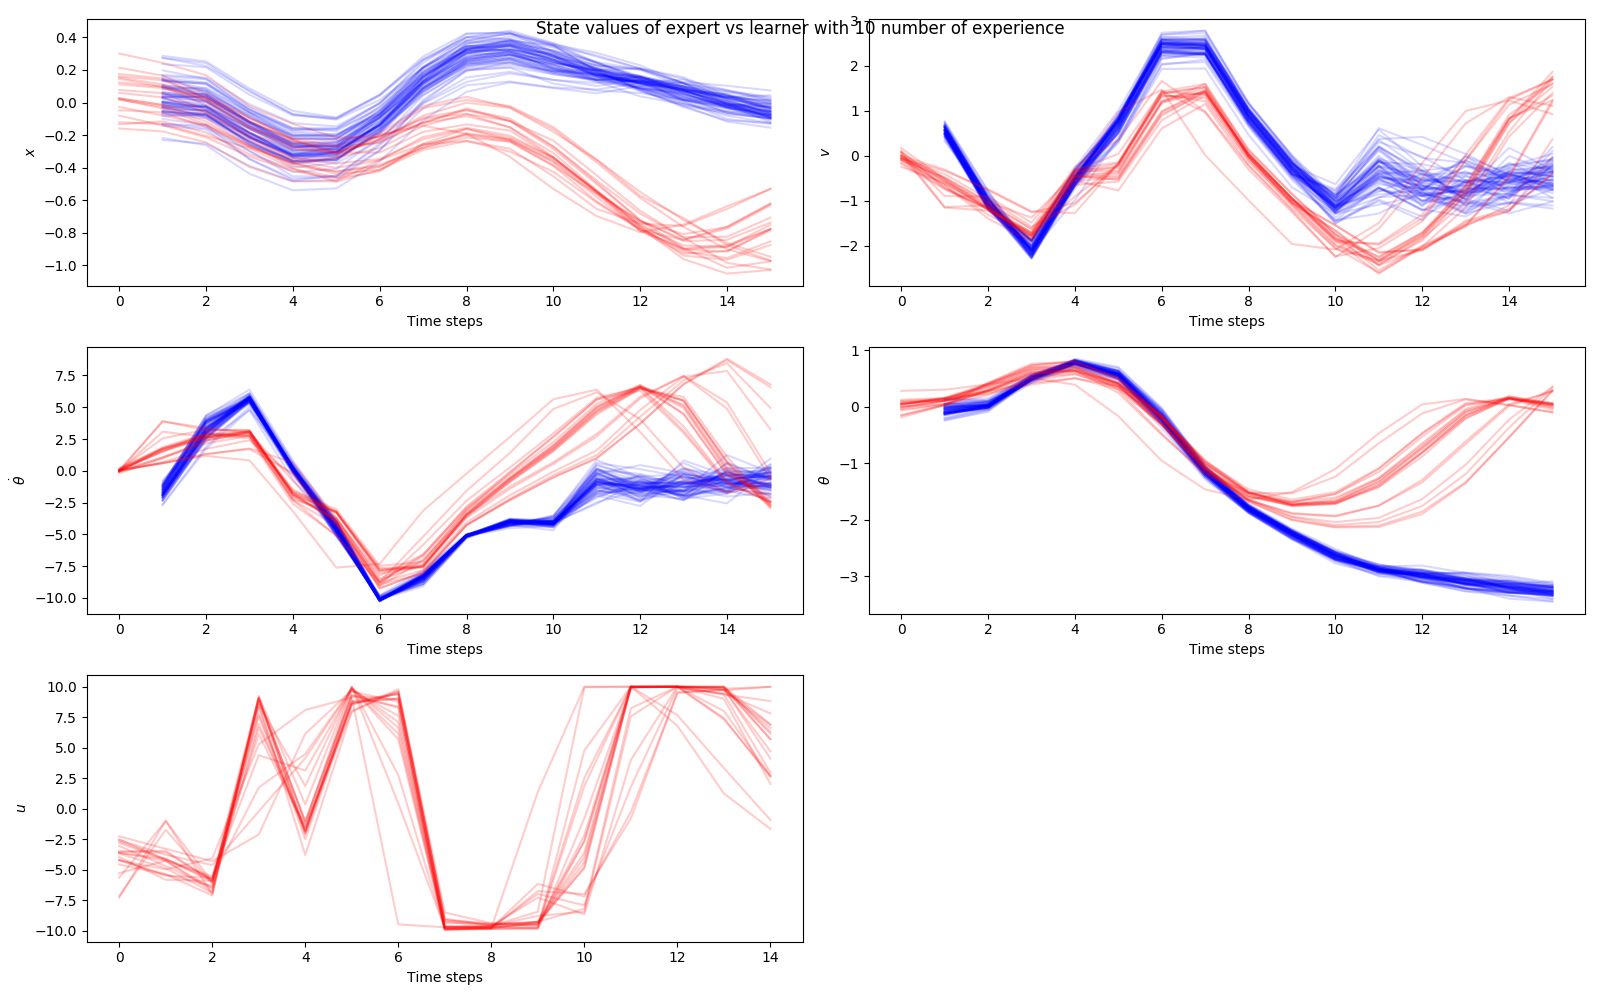 State values of expert vs learner with 10 number of experience
0.4
0.2
0.0
−0.2
−0.4
−0.6
−0.8
−1.0
x
0 2 4 6 8 10 12 14
Time steps
3
2
1
0
−1
−2
v
0 2 4 6 8 10 12 14
Time steps
7.5
5.0
2.5
0.0
−2.5
−5.0
−7.5
−10.0
θ̇
0 2 4 6 8 10 12 14
Time steps
1
0
−1
−2
−3
θ
0 2 4 6 8 10 12 14
Time steps
10.0
7.5
5.0
2.5
0.0
−2.5
−5.0
−7.5
−10.0
u
0 2 4 6 8 10 12 14
Time steps